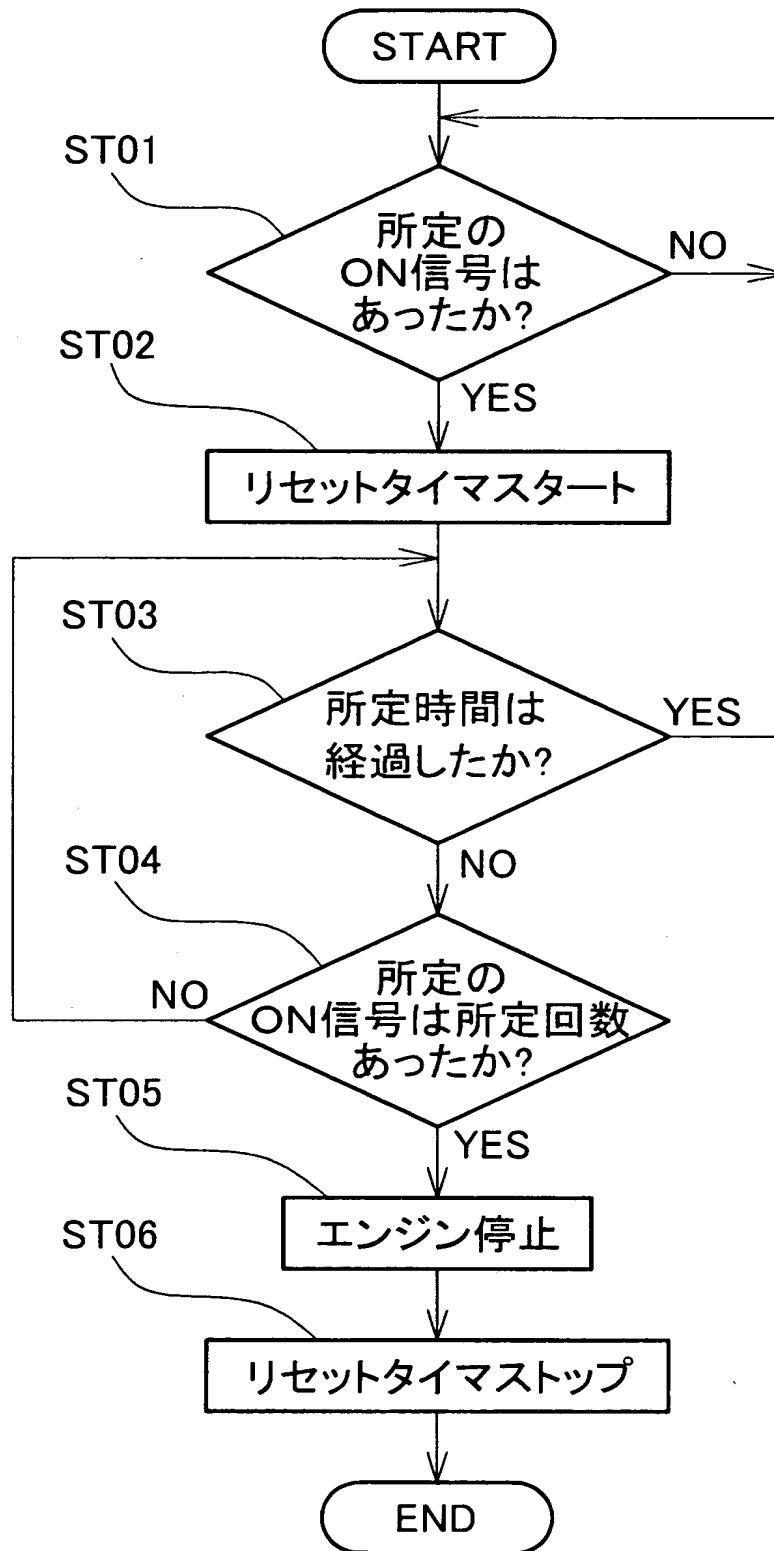 START
ST01
所定の
ON信号は
あったか?
NO
ST02
YES
リセットタイマスタート
ST03
所定時間は
経過したか?
YES
ST04
NO
所定の
ON信号は所定回数
あったか?
NO
ST05
YES
エンジン停止
ST06
リセットタイマストップ
END